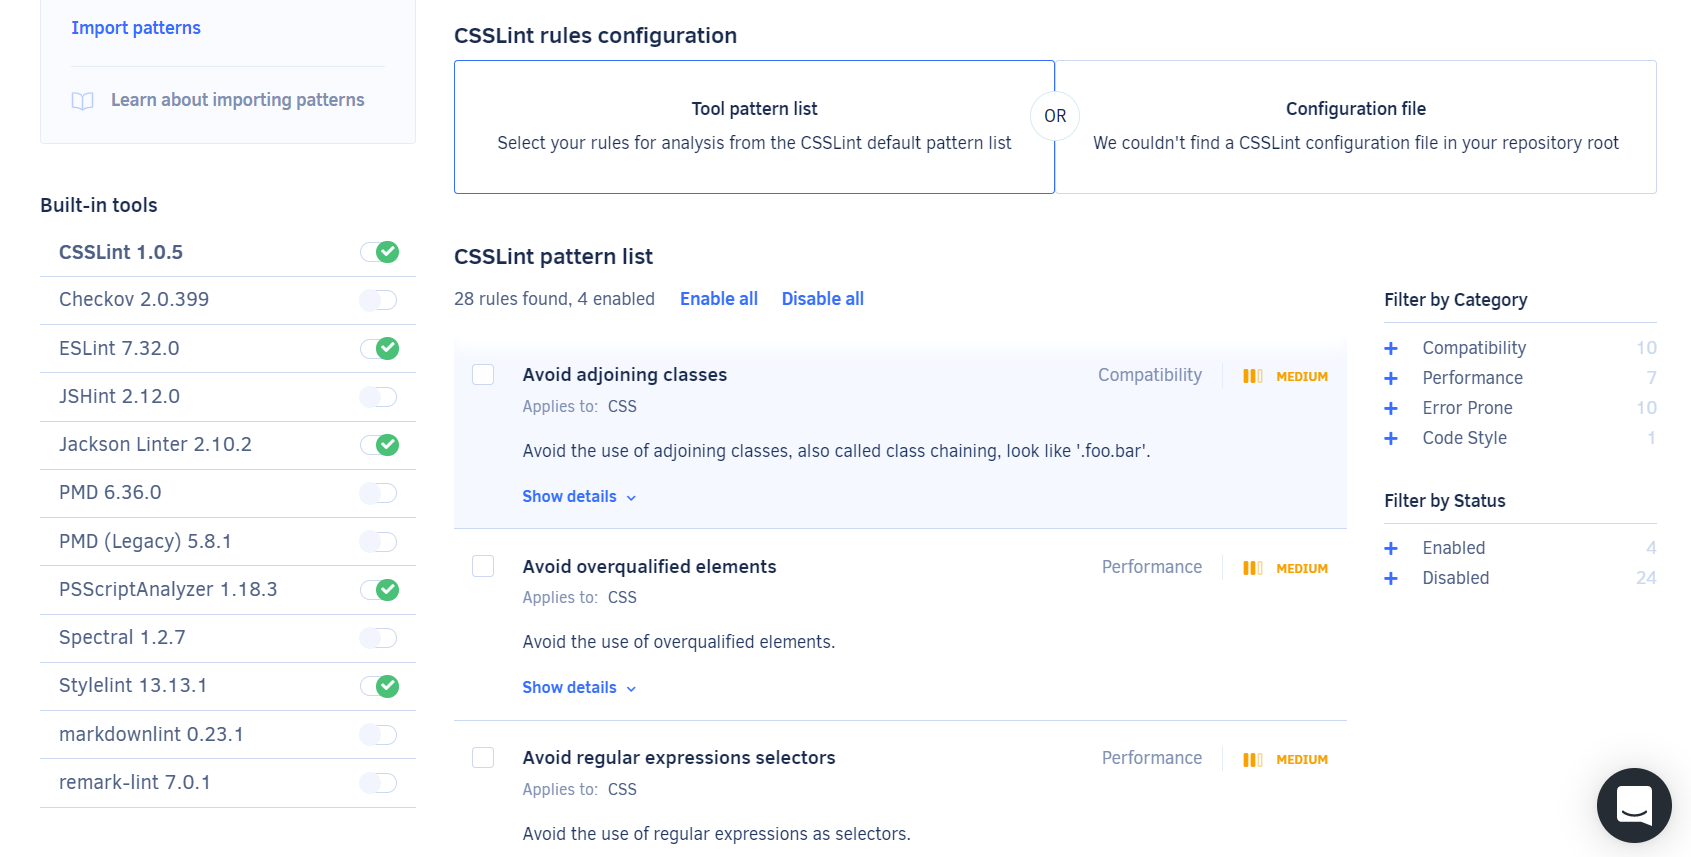 Import patterns
Learn about importing patterns
Built-in tools
CSSLint 1.0.5
Checkov 2.0.399
ESLint 7.32.0
JSHint 2.12.0
Jackson Linter 2.10.2
PMD 6.36.0
PMD (Legacy) 5.8.1
PSScriptAnalyzer 1.18.3
Spectral 1.2.7
Stylelint 13.13.1
markdownlint 0.23.1
remark-lint 7.0.1
CSSLint rules configuration
Tool pattern list
Select your rules for analysis from the CSSLint default pattern list
OR
Configuration file
We couldn't find a CSSLint configuration file in your repository root
CSSLint pattern list
28 rules found, 4 enabled Enable all Disable all
Avoid adjoining classes Compatibility MEDIUM
Applies to: CSS
Avoid the use of adjoining classes, also called class chaining, look like '.foo.bar'.
Show details
Avoid overqualified elements Performance MEDIUM
Applies to: CSS
Avoid the use of overqualified elements.
Show details
Avoid regular expressions selectors Performance MEDIUM
Applies to: CSS
Avoid the use of regular expressions as selectors.
Filter by Category
Compatibility 10
Performance 7
Error Prone 10
Code Style 1
Filter by Status
Enabled 4
Disabled 24